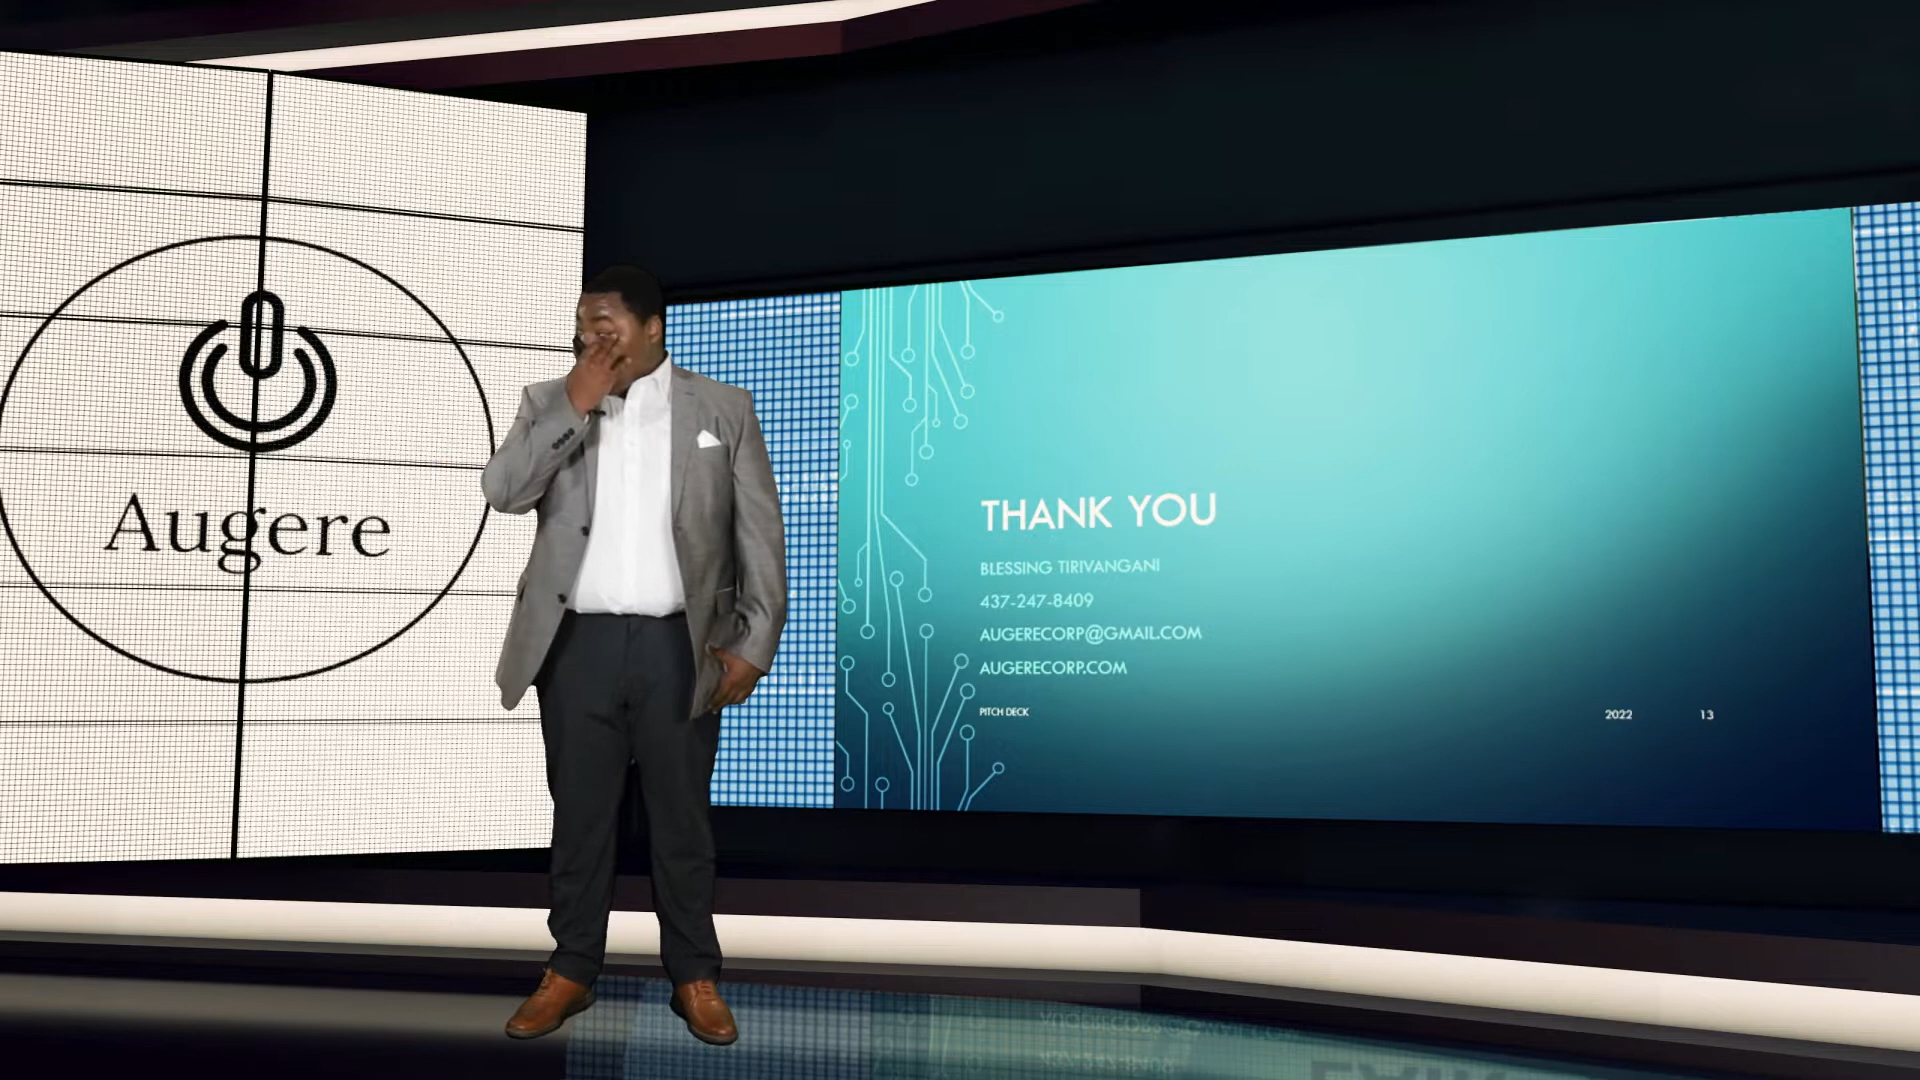 Augere
THANK YOU
BLESSING TIRIVANGANI
437-247-8409
AUGERECORP@GMAIL.COM
AUGERECORP.COM
PITCH DECK
2022
13